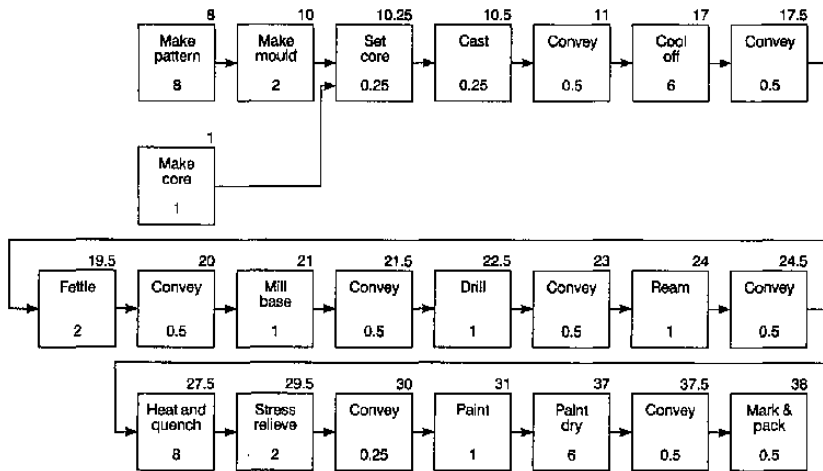 8 10 10.25 10.5 11 17 17.5
Make Make Set Cast Convey Cool Convey
pattern mould core off
8 2 0.25 0.25 0.5 6 0.5
1
Make
core
1
19.5 20 21 21.5 22.5 23 24 24.5
Fettle Convey Mill Convey Drill Convey Ream Convey
base
2 0.5 1 0.5 1 0.5 1 0.5
27.5 29.5 30 31 37 37.5 38
Heat and Stress Convey Paint Paint Convey Mark &
quench relieve dry pack
8 2 0.25 1 6 0.5 0.5